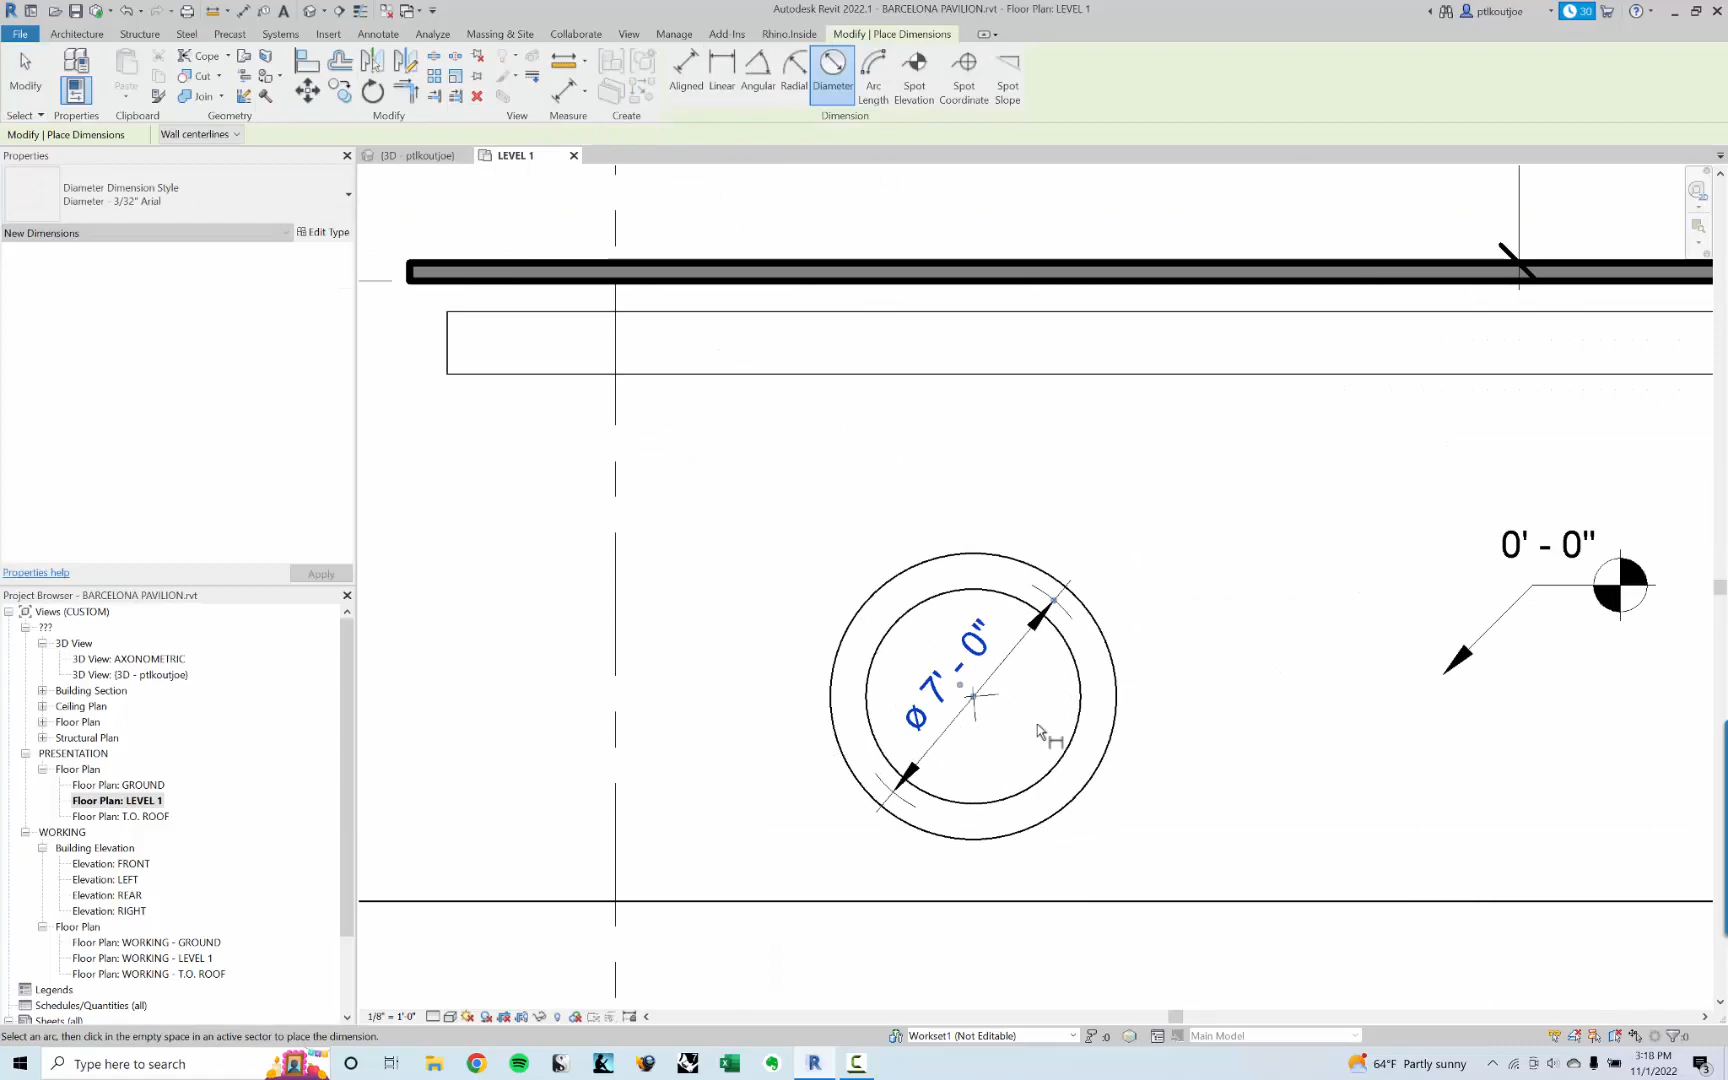 Autodesk Revit 2022.1 - BARCELONA PAVILION.rvt - Floor Plan: LEVEL 1
ptlkoutjoe
30
File
Architecture
Structure
Steel
Precast
Systems
Insert
Annotate
Analyze
Massing & Site
Collaborate
View
Manage
Add-Ins
Rhino.Inside
Modify | Place Dimensions
Modify
Paste
Cope
Cut
Join
Aligned
Linear
Angular
Radial
Diameter
Arc Length
Spot Elevation
Spot Coordinate
Spot Slope
Select
Properties
Clipboard
Geometry
Modify
View
Measure
Create
Dimension
Modify | Place Dimensions
Wall centerlines
Properties
{3D - ptlkoutjoe}
LEVEL 1
Diameter Dimension Style
Diameter - 3/32" Arial
New Dimensions
Edit Type
0' - 0"
ø 7' - 0"
Properties help
Apply
Project Browser - BARCELONA PAVILION.rvt
Views (CUSTOM)
???
3D View
3D View: AXONOMETRIC
3D View: {3D - ptlkoutjoe}
Building Section
Ceiling Plan
Floor Plan
Structural Plan
PRESENTATION
Floor Plan
Floor Plan: GROUND
Floor Plan: LEVEL 1
Floor Plan: T.O. ROOF
WORKING
Building Elevation
Elevation: FRONT
Elevation: LEFT
Elevation: REAR
Elevation: RIGHT
Floor Plan
Floor Plan: WORKING - GROUND
Floor Plan: WORKING - LEVEL 1
Floor Plan: WORKING - T.O. ROOF
Legends
Schedules/Quantities (all)
Sheets (all)
1/8" = 1'-0"
Select an arc, then click in the empty space in an active sector to place the dimension.
Workset1 (Not Editable)
:0
Main Model
:0
Type here to search
64°F Partly sunny
3:18 PM
11/1/2022
3